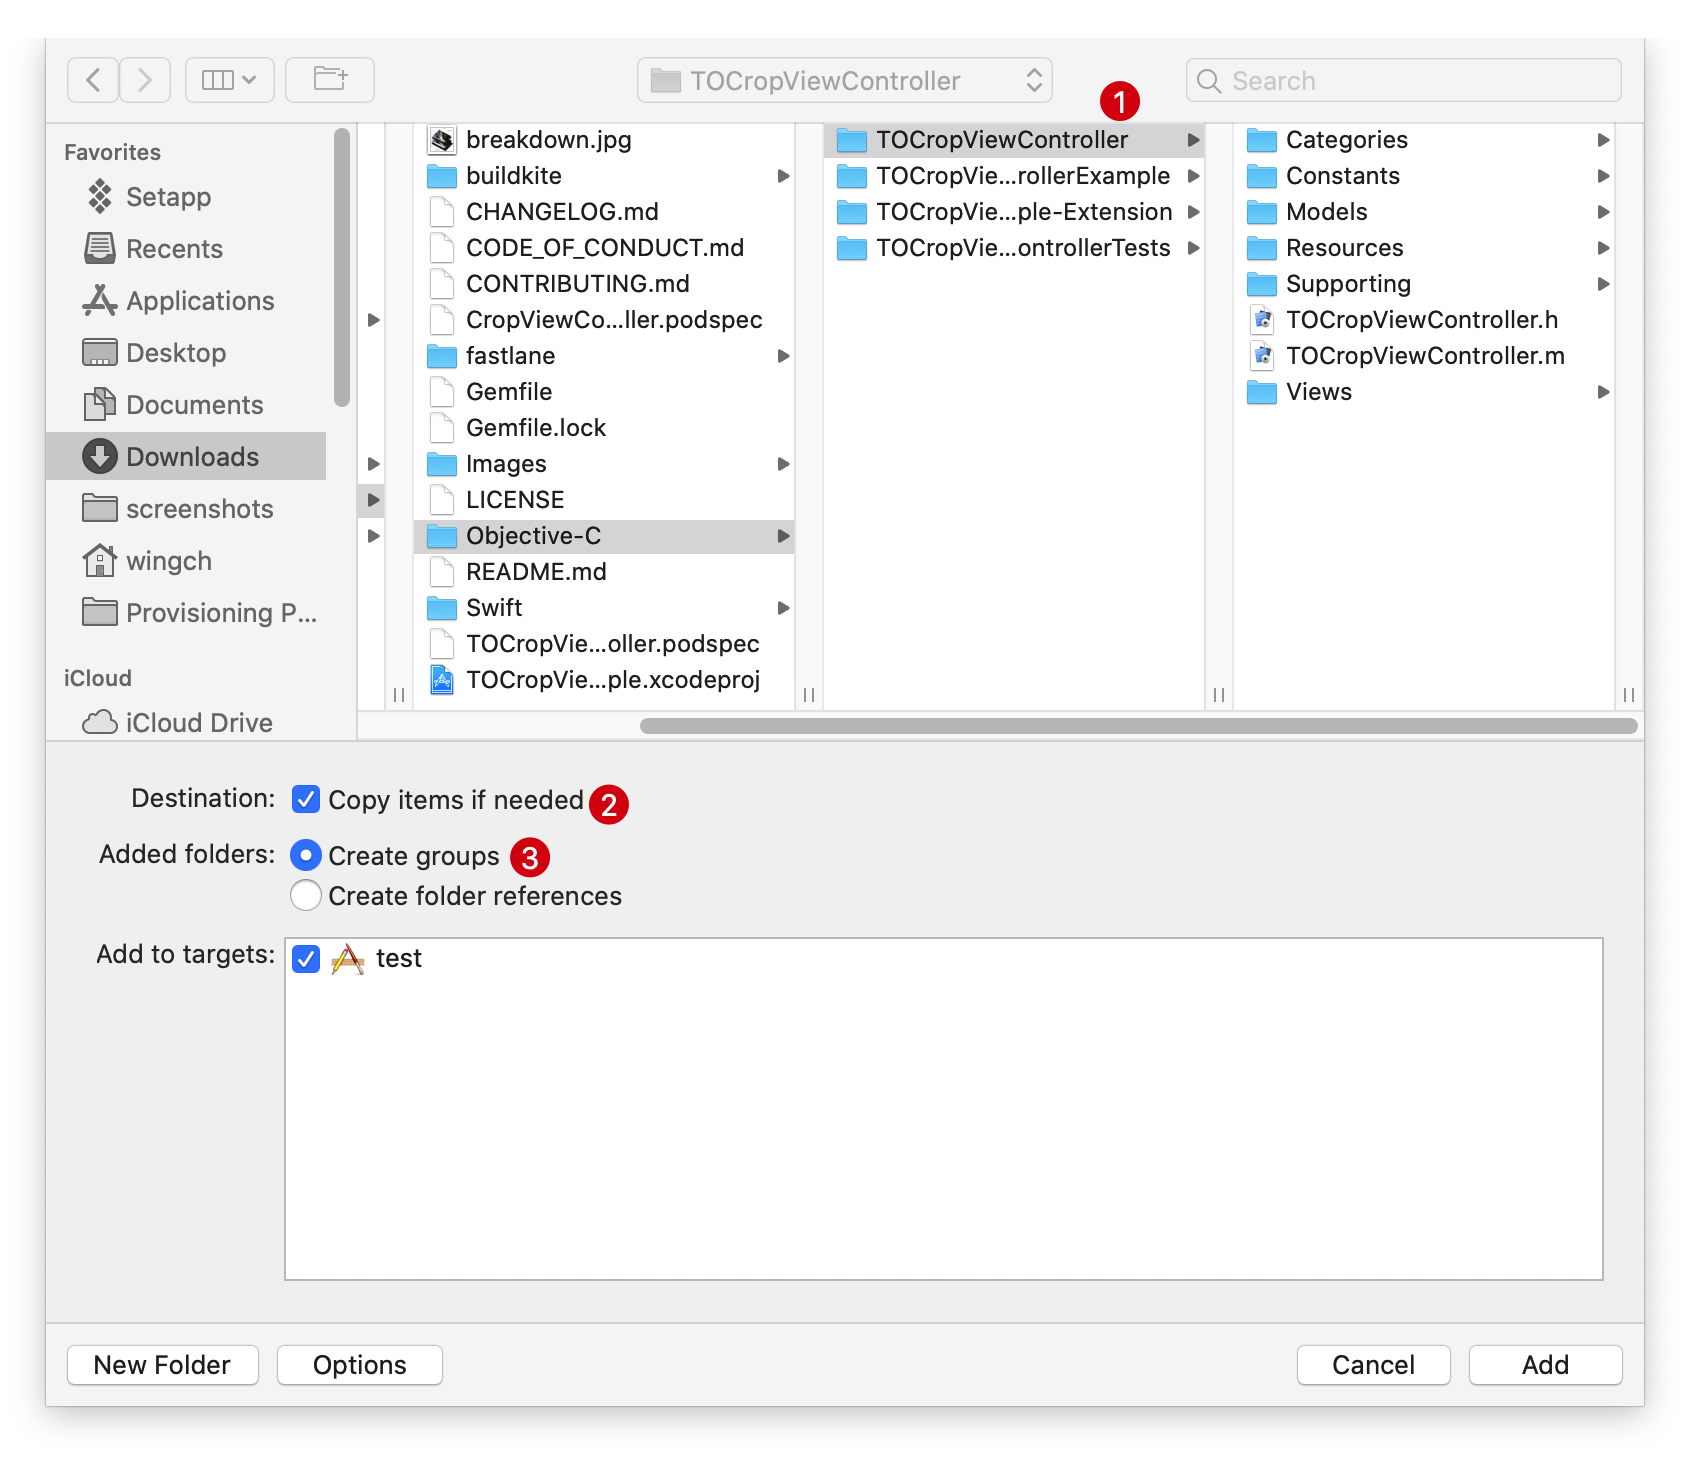 TOCropViewController
Search
1
Favorites
Setapp
Recents
Applications
Desktop
Documents
Downloads
screenshots
wingch
Provisioning P...
iCloud
iCloud Drive
breakdown.jpg
buildkite
CHANGELOG.md
CODE_OF_CONDUCT.md
CONTRIBUTING.md
CropViewCo...ller.podspec
fastlane
Gemfile
Gemfile.lock
Images
LICENSE
Objective-C
README.md
Swift
TOCropVie...oller.podspec
TOCropVie...ple.xcodeproj
TOCropViewController
TOCropVie...rollerExample
TOCropVie...ple-Extension
TOCropVie...ontrollerTests
Categories
Constants
Models
Resources
Supporting
TOCropViewController.h
TOCropViewController.m
Views
Destination: Copy items if needed 2
Added folders: Create groups 3
Create folder references
Add to targets: test
New Folder Options Cancel Add